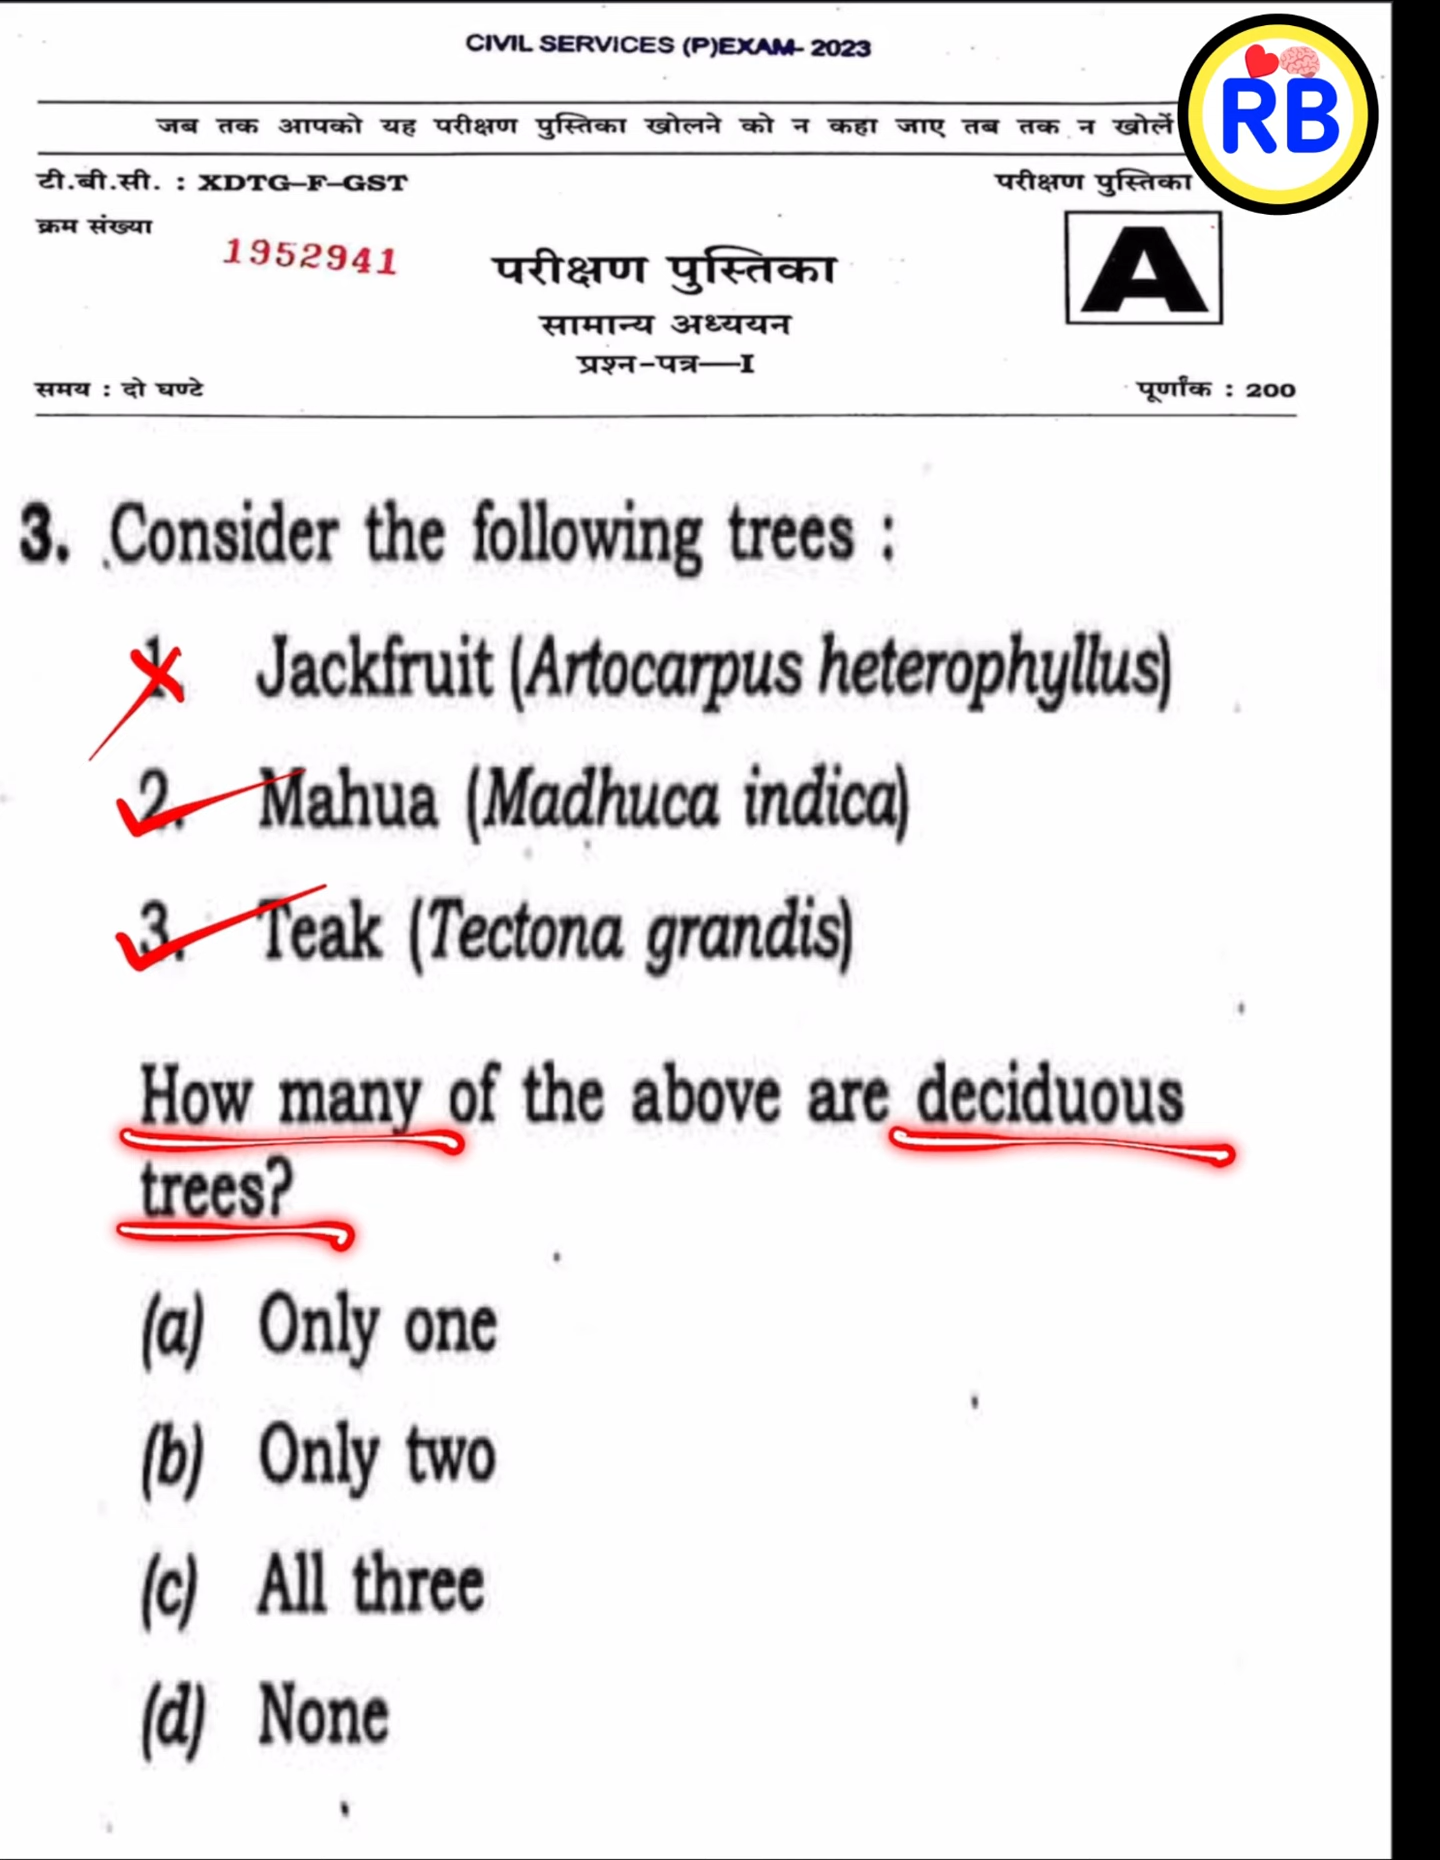 CIVIL SERVICES (P)EXAM- 2023
RB
जब तक आपको यह परीक्षण पुस्तिका खोलने को न कहा जाए तब तक न खोलें
टी.बी.सी. : XDTG-F-GST
परीक्षण पुस्तिका
क्रम संख्या
1952941
परीक्षण पुस्तिका
A
सामान्य अध्ययन
प्रश्न-पत्र—I
समय : दो घण्टे
पूर्णांक : 200
3. Consider the following trees :
1. Jackfruit (Artocarpus heterophyllus)
2. Mahua (Madhuca indica)
3. Teak (Tectona grandis)
How many of the above are deciduous
trees?
(a) Only one
(b) Only two
(c) All three
(d) None